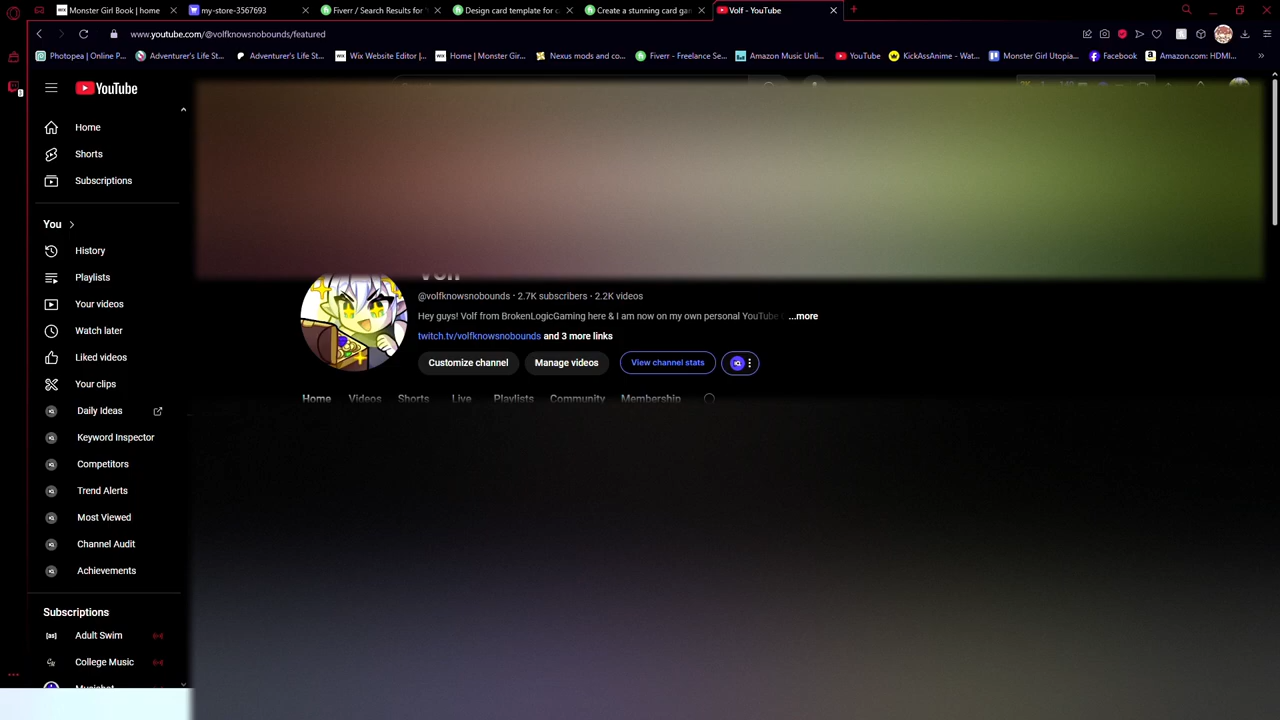 Monster Girl Book | home
my-store-3567693
Fiverr / Search Results for '
Design card template for c
Create a stunning card gan
Volf - YouTube
www.youtube.com/@volfknowsnobounds/featured
Photopea | Online P...
Adventurer's Life St...
Adventurer's Life St...
Wix Website Editor |...
Home | Monster Girl...
Nexus mods and co...
Fiverr - Freelance Se...
Amazon Music Unli...
YouTube
KickAssAnime - Wat...
Monster Girl Utopia...
Facebook
Amazon.com: HDMI...
YouTube
Home
Shorts
Subscriptions
You
History
Playlists
Your videos
Watch later
Liked videos
Your clips
Daily Ideas
Keyword Inspector
Competitors
Trend Alerts
Most Viewed
Channel Audit
Achievements
Subscriptions
Adult Swim
College Music
Volf
@volfknowsnobounds · 2.7K subscribers · 2.2K videos
Hey guys! Volf from BrokenLogicGaming here & I am now on my own personal YouTube ...more
twitch.tv/volfknowsnobounds and 3 more links
Customize channel
Manage videos
View channel stats
Home
Videos
Shorts
Live
Playlists
Community
Membership